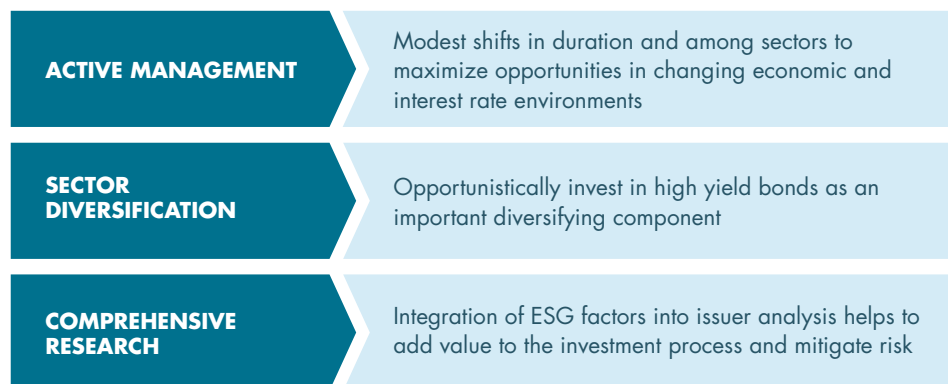 ACTIVE MANAGEMENT
Modest shifts in duration and among sectors to
maximize opportunities in changing economic and
interest rate environments
SECTOR
DIVERSIFICATION
Opportunistically invest in high yield bonds as an
important diversifying component
COMPREHENSIVE
RESEARCH
Integration of ESG factors into issuer analysis helps to
add value to the investment process and mitigate risk